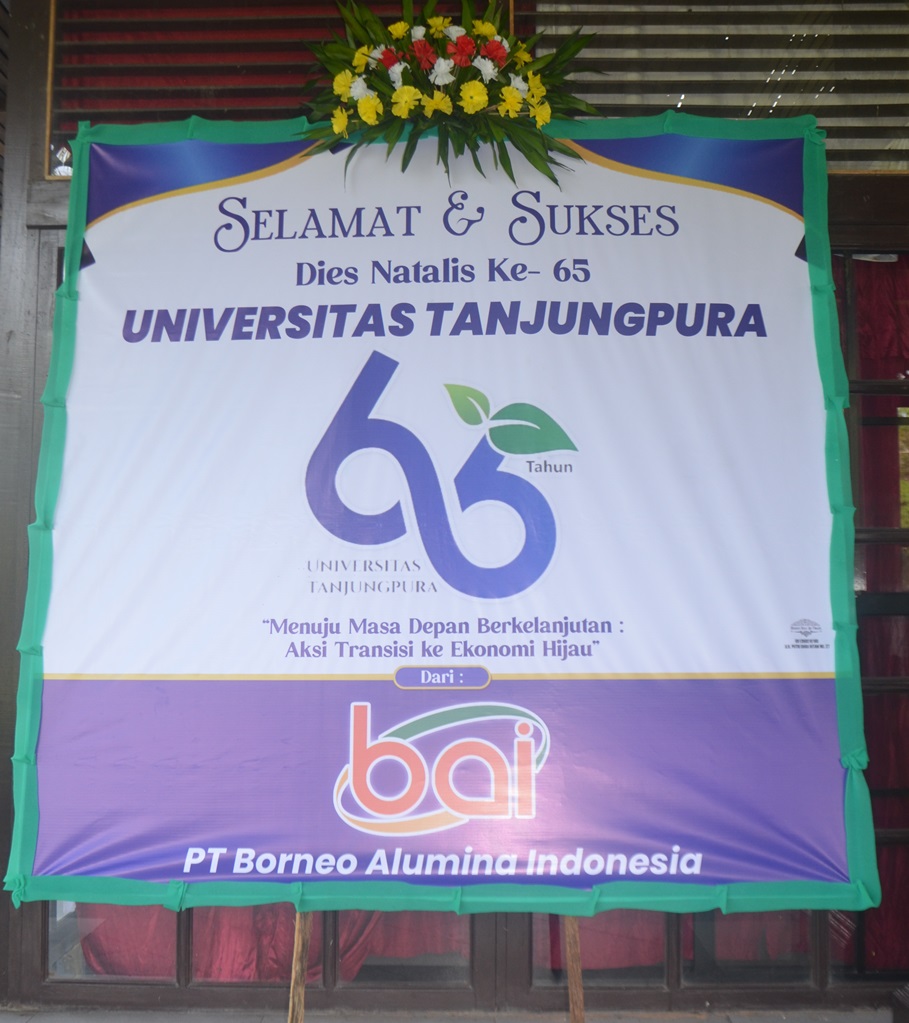 SELAMAT & SUKSES
Dies Natalis Ke- 65
UNIVERSITAS TANJUNGPURA
65
Tahun
UNIVERSITAS
TANJUNGPURA
"Menuju Masa Depan Berkelanjutan :
Aksi Transisi ke Ekonomi Hijau"
Dari :
bai
PT Borneo Alumina Indonesia